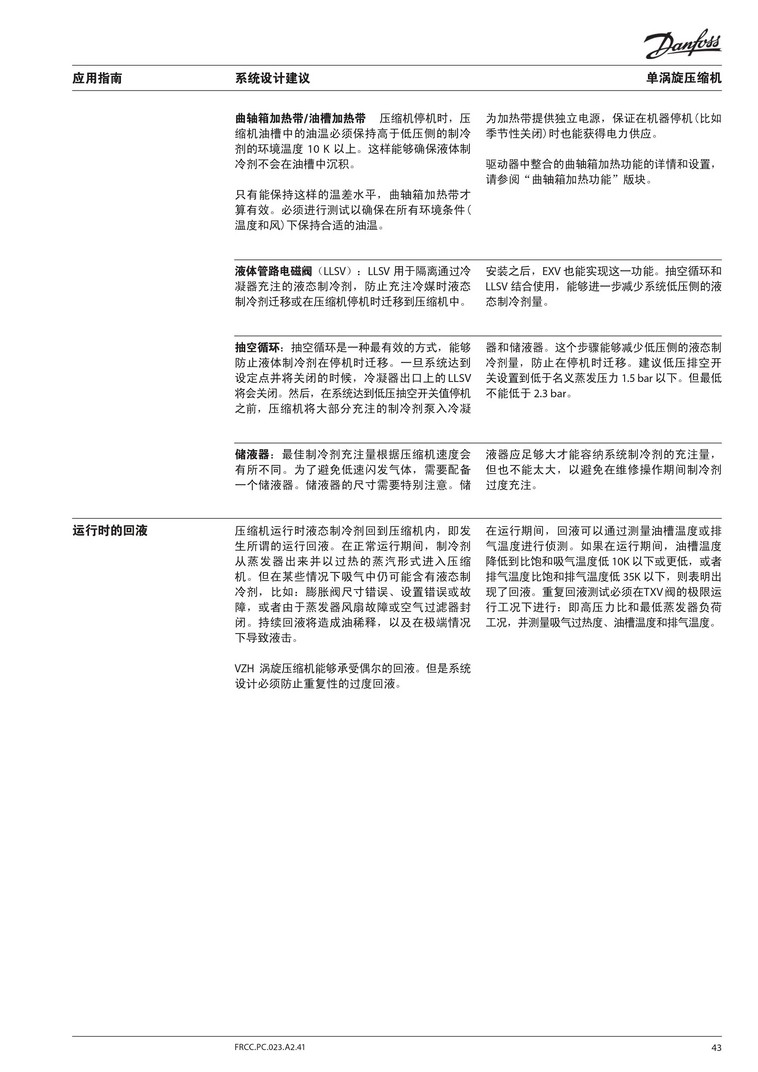 Danfoss
应用指南
系统设计建议
单涡旋压缩机
曲轴箱加热带/油槽加热带 压缩机停机时，压
缩机油槽中的油温必须保持高于低压侧的制冷
剂的环境温度 10 K 以上。这样能够确保液体制
冷剂不会在油槽中沉积。
只有能保持这样的温差水平，曲轴箱加热带才
算有效。必须进行测试以确保在所有环境条件(
温度和风)下保持合适的油温。
为加热带提供独立电源，保证在机器停机(比如
季节性关闭)时也能获得电力供应。
驱动器中整合的曲轴箱加热功能的详情和设置，
请参阅“曲轴箱加热功能”版块。
液体管路电磁阀（LLSV）：LLSV 用于隔离通过冷
凝器充注的液态制冷剂，防止充注冷媒时液态
制冷剂迁移或在压缩机停机时迁移到压缩机中。
安装之后，EXV 也能实现这一功能。抽空循环和
LLSV 结合使用，能够进一步减少系统低压侧的液
态制冷剂量。
抽空循环：抽空循环是一种最有效的方式，能够
防止液体制冷剂在停机时迁移。一旦系统达到
设定点并将关闭的时候，冷凝器出口上的 LLSV
将会关闭。然后，在系统达到低压抽空开关值停机
之前，压缩机将大部分充注的制冷剂泵入冷凝
器和储液器。这个步骤能够减少低压侧的液态制
冷剂量，防止在停机时迁移。建议低压排空开
关设置到低于名义蒸发压力 1.5 bar 以下。但最低
不能低于 2.3 bar。
储液器：最佳制冷剂充注量根据压缩机速度会
有所不同。为了避免低速闪发气体，需要配备
一个储液器。储液器的尺寸需要特别注意。储
液器应足够大才能容纳系统制冷剂的充注量，
但也不能太大，以避免在维修操作期间制冷剂
过度充注。
运行时的回液
压缩机运行时液态制冷剂回到压缩机内，即发
生所谓的运行回液。在正常运行期间，制冷剂
从蒸发器出来并以过热的蒸汽形式进入压缩
机。但在某些情况下吸气中仍可能含有液态制
冷剂，比如：膨胀阀尺寸错误、设置错误或故
障，或者由于蒸发器风扇故障或空气过滤器封
闭。持续回液将造成油稀释，以及在极端情况
下导致液击。
VZH 涡旋压缩机能够承受偶尔的回液。但是系统
设计必须防止重复性的过度回液。
在运行期间，回液可以通过测量油槽温度或排
气温度进行侦测。如果在运行期间，油槽温度
降低到比饱和吸气温度低 10K 以下或更低，或者
排气温度比饱和排气温度低 35K 以下，则表明出
现了回液。重复回液测试必须在TXV 阀的极限运
行工况下进行：即高压力比和最低蒸发器负荷
工况，并测量吸气过热度、油槽温度和排气温度。
FRCC.PC.023.A2.41
43